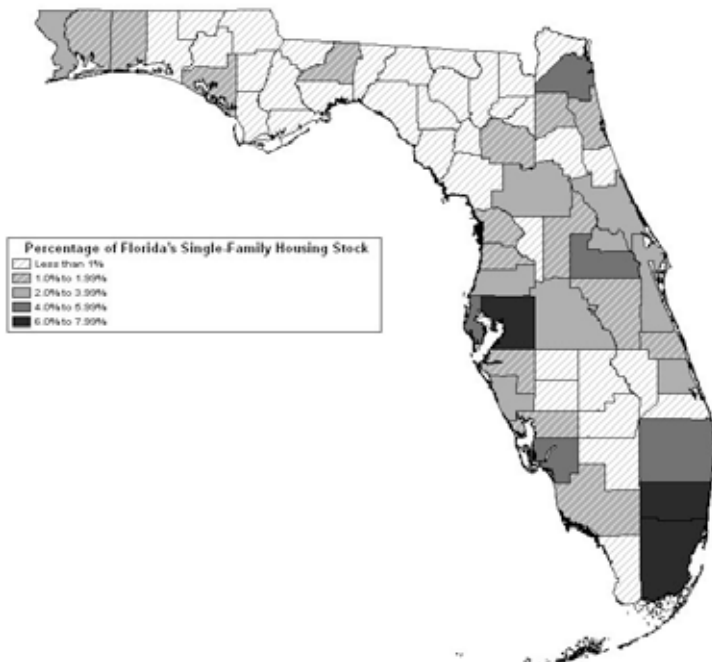 Percentage of Florida's Single-Family Housing Stock
Less than 1%
1.0% to 1.99%
2.0% to 3.99%
4.0% to 5.99%
6.0% to 7.99%